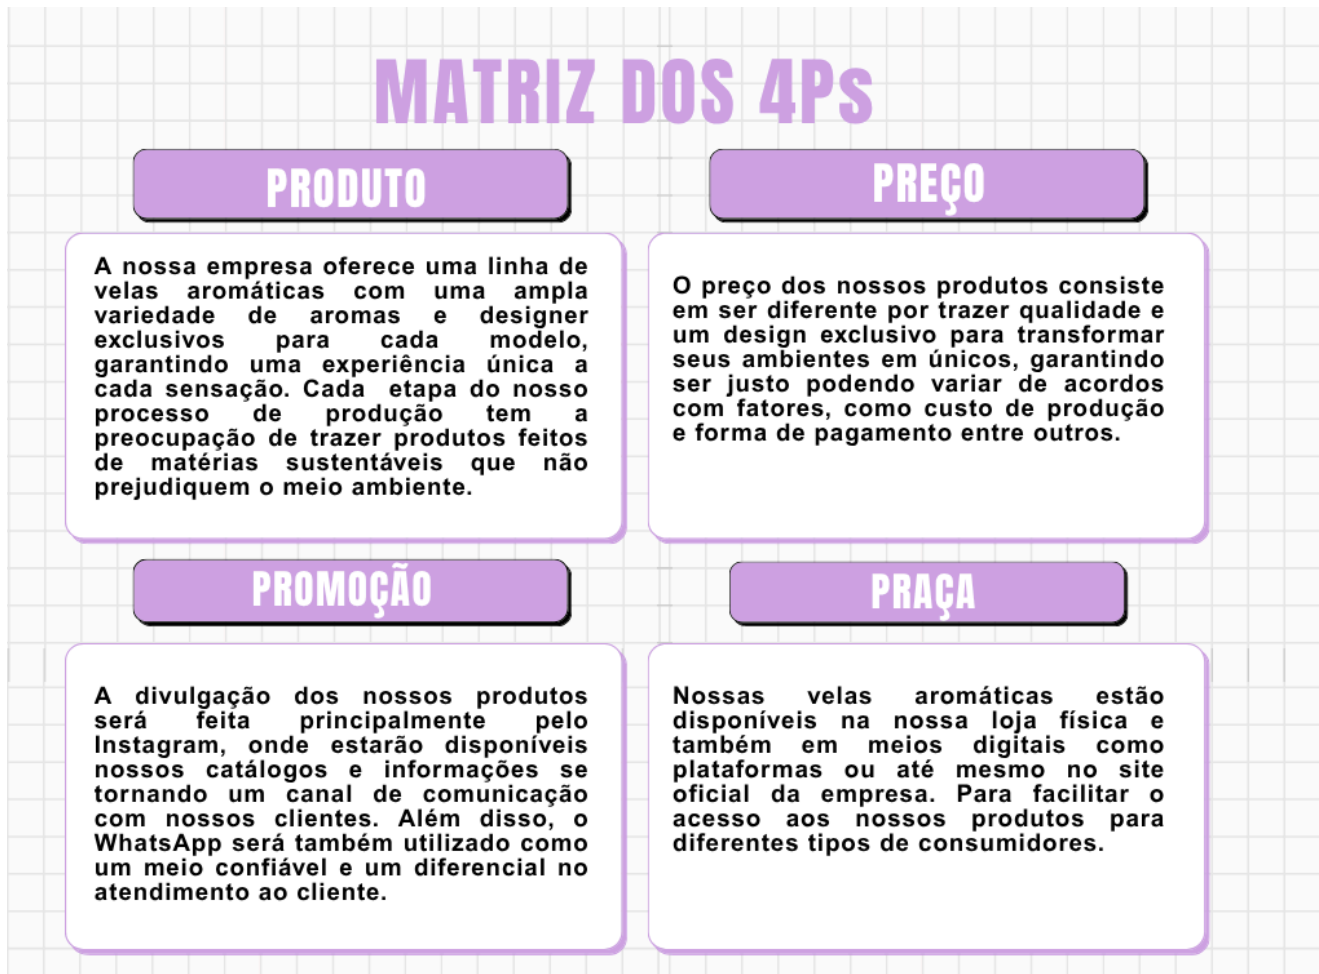 MATRIZ DOS 4Ps
PRODUTO
A nossa empresa oferece uma linha de
velas aromáticas com uma ampla
variedade de aromas e designer
exclusivos para cada modelo,
garantindo uma experiência única a
cada sensação. Cada etapa do nosso
processo de produção tem a
preocupação de trazer produtos feitos
de matérias sustentáveis que não
prejudiquem o meio ambiente.
PREÇO
O preço dos nossos produtos consiste
em ser diferente por trazer qualidade e
um design exclusivo para transformar
seus ambientes em únicos, garantindo
ser justo podendo variar de acordos
com fatores, como custo de produção
e forma de pagamento entre outros.
PROMOÇÃO
A divulgação dos nossos produtos
será feita principalmente pelo
Instagram, onde estarão disponíveis
nossos catálogos e informações se
tornando um canal de comunicação
com nossos clientes. Além disso, o
WhatsApp será também utilizado como
um meio confiável e um diferencial no
atendimento ao cliente.
PRAÇA
Nossas velas aromáticas estão
disponíveis na nossa loja física e
também em meios digitais como
plataformas ou até mesmo no site
oficial da empresa. Para facilitar o
acesso aos nossos produtos para
diferentes tipos de consumidores.